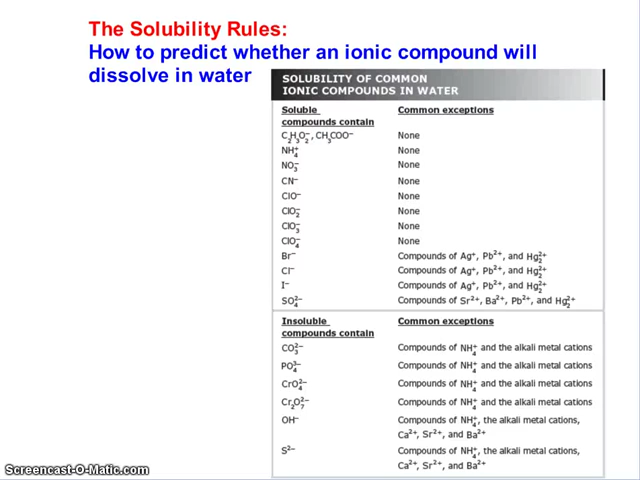 The Solubility Rules:
How to predict whether an ionic compound will
dissolve in water
SOLUBILITY OF COMMON
IONIC COMPOUNDS IN WATER
Soluble Common exceptions
compounds contain
C₂H₃O₂⁻, CH₃COO⁻ None
NH₄⁺ None
NO₃⁻ None
CN⁻ None
ClO⁻ None
ClO₂⁻ None
ClO₃⁻ None
ClO₄⁻ None
Br⁻ Compounds of Ag⁺, Pb²⁺, and Hg₂²⁺
Cl⁻ Compounds of Ag⁺, Pb²⁺, and Hg₂²⁺
I⁻ Compounds of Ag⁺, Pb²⁺, and Hg₂²⁺
SO₄²⁻ Compounds of Sr²⁺, Ba²⁺, Pb²⁺, and Hg₂²⁺
Insoluble Common exceptions
compounds contain
CO₃²⁻ Compounds of NH₄⁺ and the alkali metal cations
PO₄³⁻ Compounds of NH₄⁺ and the alkali metal cations
CrO₄²⁻ Compounds of NH₄⁺ and the alkali metal cations
Cr₂O₇²⁻ Compounds of NH₄⁺ and the alkali metal cations
OH⁻ Compounds of NH₄⁺, the alkali metal cations,
Ca²⁺, Sr²⁺, and Ba²⁺
S²⁻ Compounds of NH₄⁺, the alkali metal cations,
Ca²⁺, Sr²⁺, and Ba²⁺
Screencast-O-Matic.com